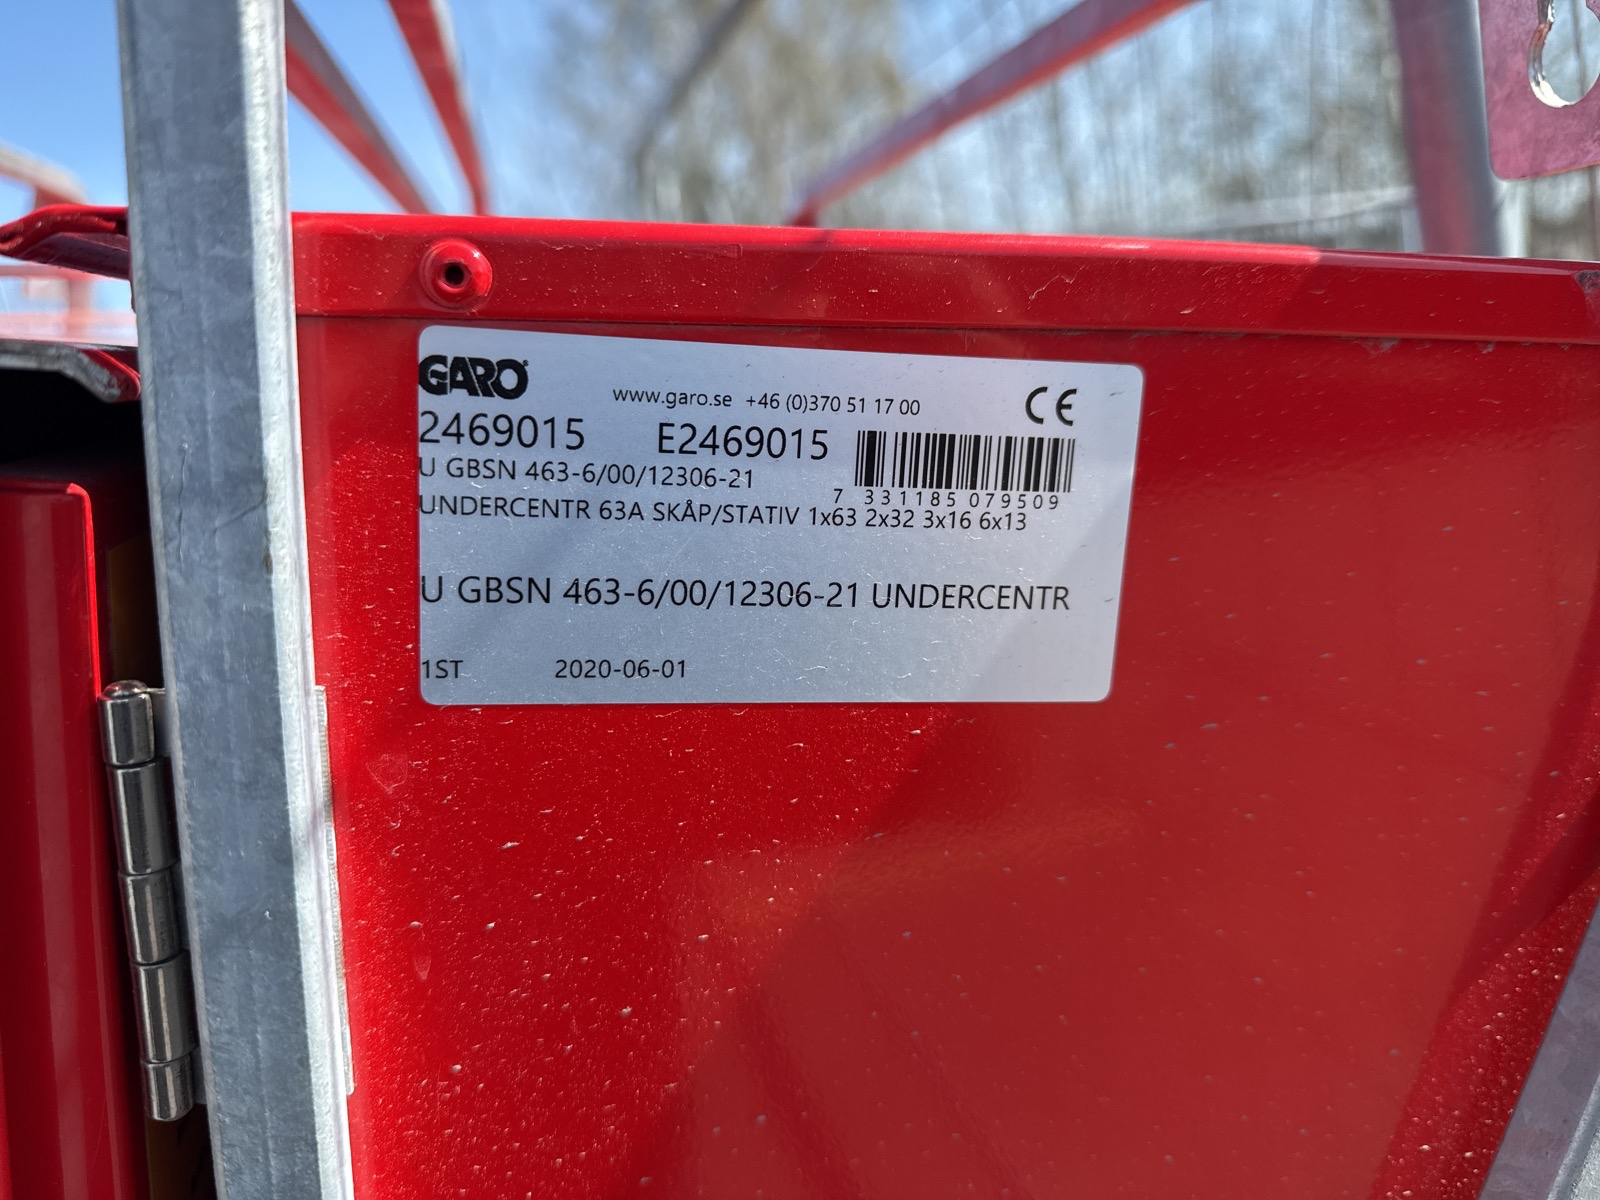 GARO
www.garo.se +46 (0)370 51 17 00
CE
2469015 E2469015
U GBSN 463-6/00/12306-21
7 331185 079509
UNDERCENTR 63A SKÅP/STATIV 1x63 2x32 3x16 6x13
U GBSN 463-6/00/12306-21 UNDERCENTR
1ST 2020-06-01